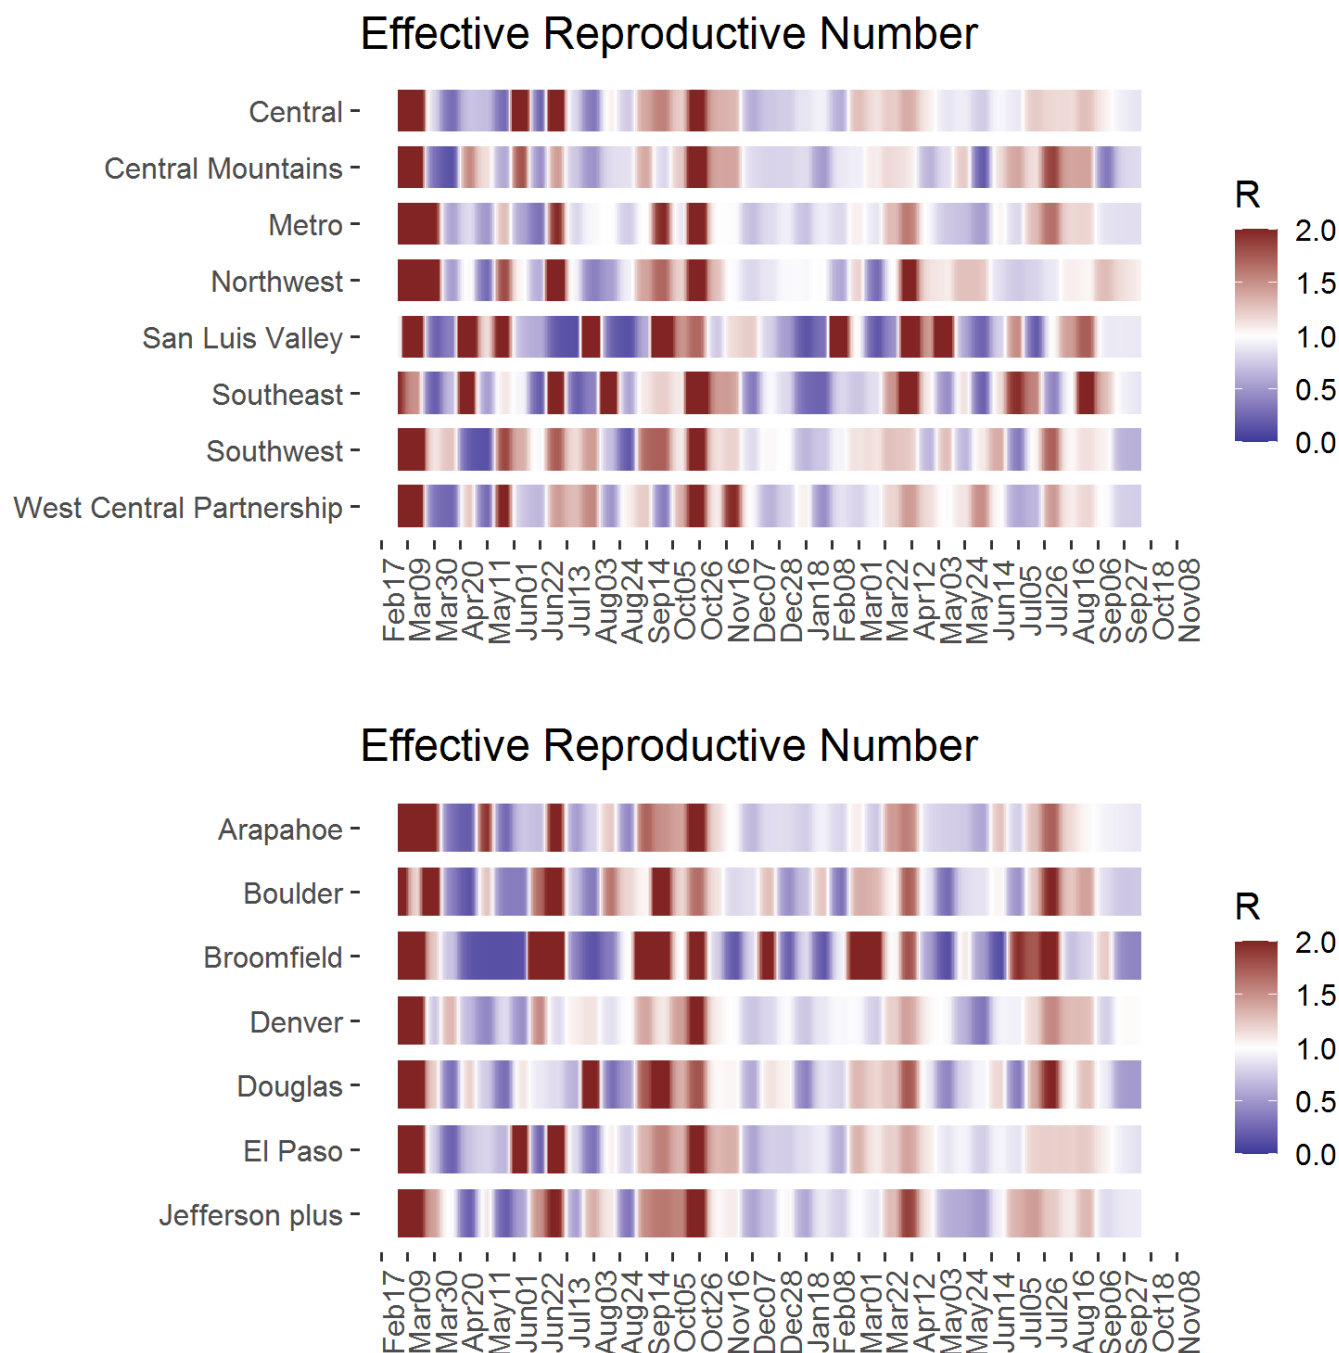 Effective Reproductive Number
Central
Central Mountains
Metro
Northwest
San Luis Valley
Southeast
Southwest
West Central Partnership
Feb17
Mar09
Mar30
Apr20
May11
Jun01
Jun22
Jul13
Aug03
Aug24
Sep14
Oct05
Oct26
Nov16
Dec07
Dec28
Jan18
Feb08
Mar01
Mar22
Apr12
May03
May24
Jun14
Jul05
Jul26
Aug16
Sep06
Sep27
Oct18
Nov08
R
2.0
1.5
1.0
0.5
0.0
Effective Reproductive Number
Arapahoe
Boulder
Broomfield
Denver
Douglas
El Paso
Jefferson plus
Feb17
Mar09
Mar30
Apr20
May11
Jun01
Jun22
Jul13
Aug03
Aug24
Sep14
Oct05
Oct26
Nov16
Dec07
Dec28
Jan18
Feb08
Mar01
Mar22
Apr12
May03
May24
Jun14
Jul05
Jul26
Aug16
Sep06
Sep27
Oct18
Nov08
R
2.0
1.5
1.0
0.5
0.0